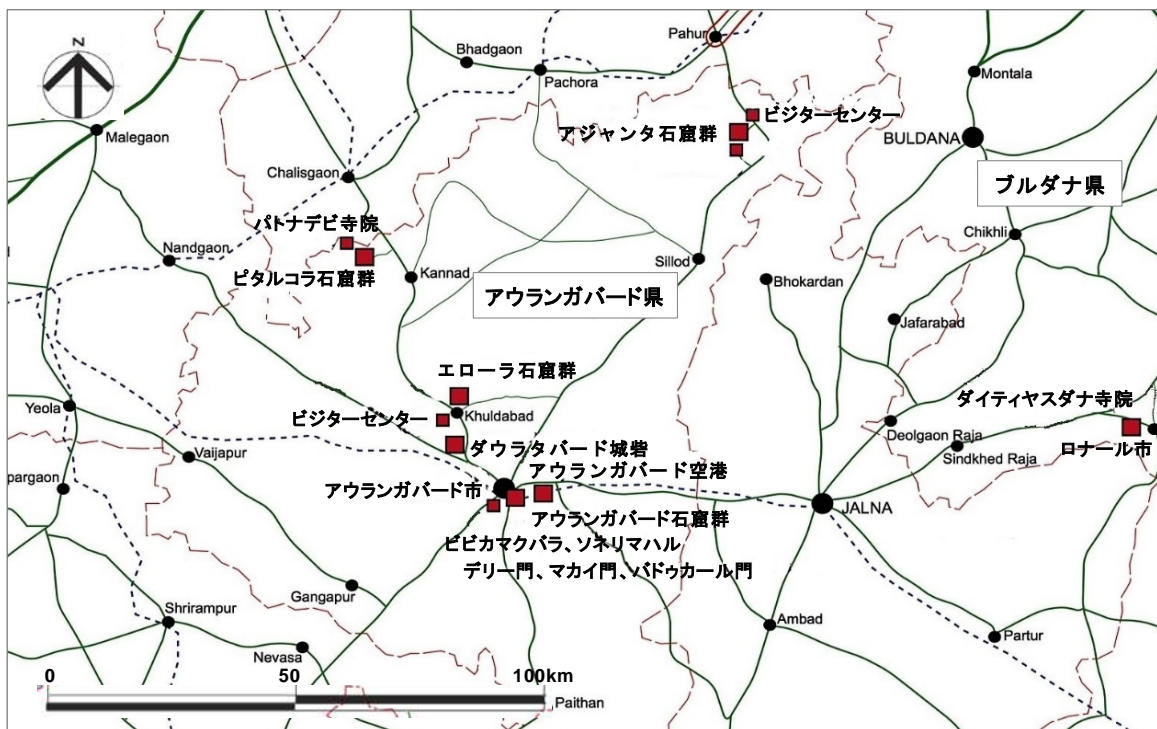 N
Pahur
Bhadgaon
Pachora
Montala
ビジターセンター
アジャンタ石窟群
BULDANA
Malegaon
Chalisgaon
ブルダナ県
パトナデビ寺院
Chikhli
Nandgaon
ピタルコラ石窟群
Kannad
Sillod
Bhokardan
アウランガバード県
Jafarabad
エローラ石窟群
Yeola
ビジターセンター
Khuldabad
ダイティヤスダナ寺院
Deolgaon Raja
ダウラタバード城砦
Vaijapur
Sindkhed Raja
ロナール市
アウランガバード空港
pargaon
アウランガバード市
JALNA
アウランガバード石窟群
ビビカマクバラ、ソネリマハル
デリー門、マカイ門、バドゥカール門
Gangapur
Shrirampur
Ambad
Partur
Nevasa
0 50 100km
Paithan